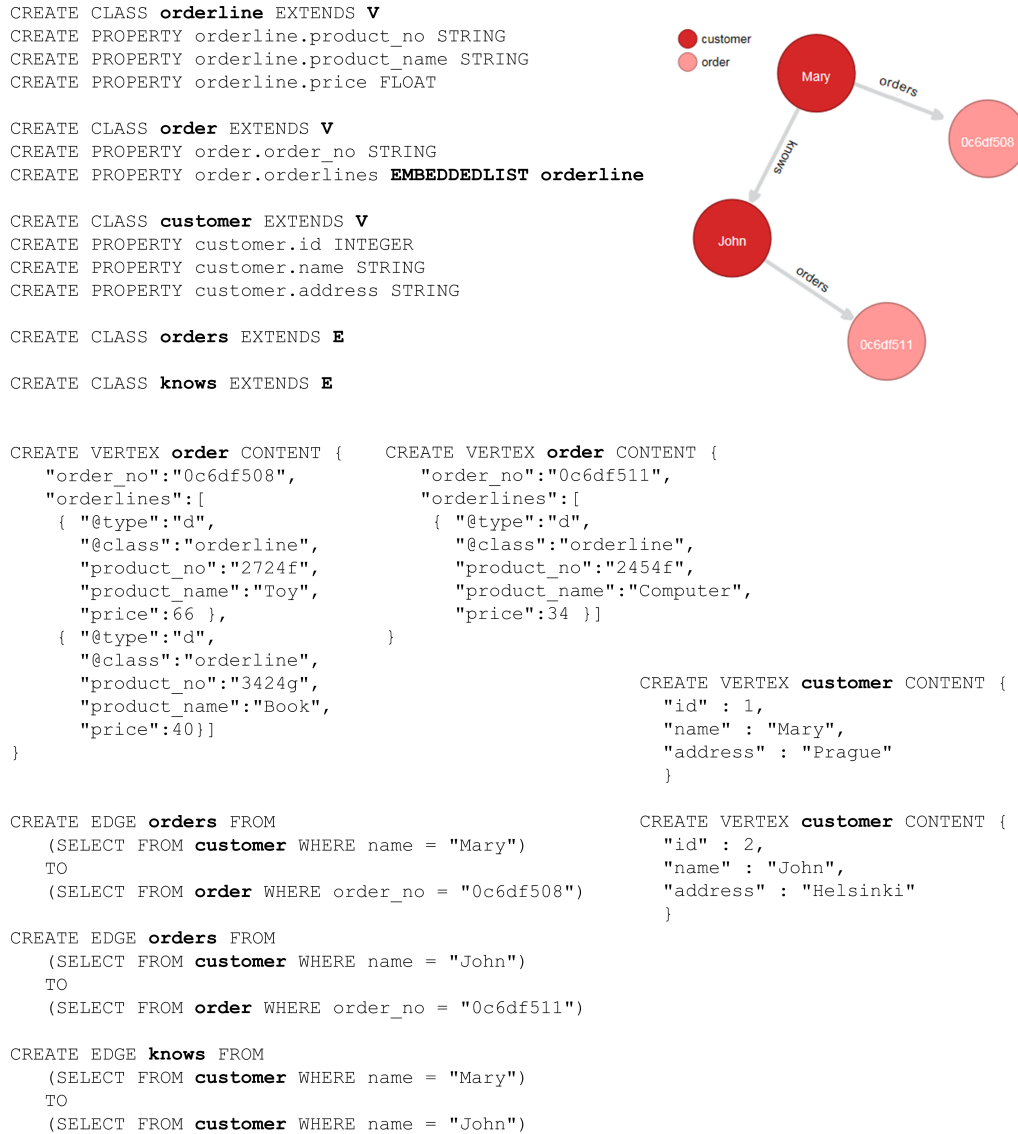 CREATE CLASS orderline EXTENDS V
CREATE PROPERTY orderline.product_no STRING
CREATE PROPERTY orderline.product_name STRING
CREATE PROPERTY orderline.price FLOAT
CREATE CLASS order EXTENDS V
CREATE PROPERTY order.order_no STRING
CREATE PROPERTY order.orderlines EMBEDDEDLIST orderline
CREATE CLASS customer EXTENDS V
CREATE PROPERTY customer.id INTEGER
CREATE PROPERTY customer.name STRING
CREATE PROPERTY customer.address STRING
CREATE CLASS orders EXTENDS E
CREATE CLASS knows EXTENDS E
customer
order
Mary
orders
0c6df508
knows
John
orders
0c6df511
CREATE VERTEX order CONTENT {
"order_no":"0c6df508",
"orderlines":[
{ "@type":"d",
"@class":"orderline",
"product_no":"2724f",
"product_name":"Toy",
"price":66 },
{ "@type":"d",
"@class":"orderline",
"product_no":"3424g",
"product_name":"Book",
"price":40}]
}
CREATE VERTEX order CONTENT {
"order_no":"0c6df511",
"orderlines":[
{ "@type":"d",
"@class":"orderline",
"product_no":"2454f",
"product_name":"Computer",
"price":34 }]
}
CREATE VERTEX customer CONTENT {
"id" : 1,
"name" : "Mary",
"address" : "Prague"
}
CREATE VERTEX customer CONTENT {
"id" : 2,
"name" : "John",
"address" : "Helsinki"
}
CREATE EDGE orders FROM
(SELECT FROM customer WHERE name = "Mary")
TO
(SELECT FROM order WHERE order_no = "0c6df508")
CREATE EDGE orders FROM
(SELECT FROM customer WHERE name = "John")
TO
(SELECT FROM order WHERE order_no = "0c6df511")
CREATE EDGE knows FROM
(SELECT FROM customer WHERE name = "Mary")
TO
(SELECT FROM customer WHERE name = "John")